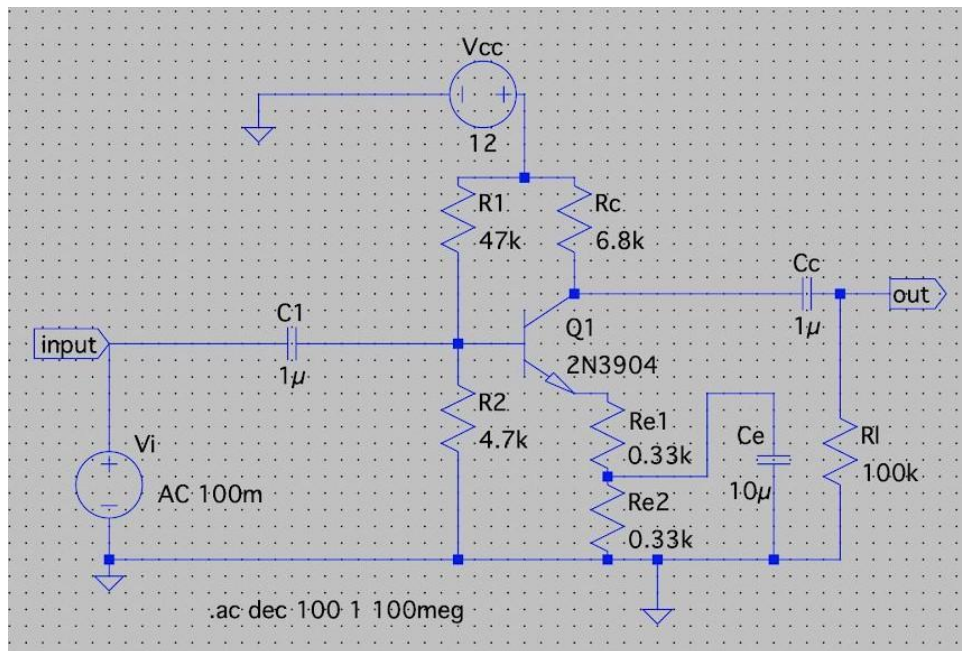 Vcc
12
R1
47k
Rc
6.8k
Cc
1µ
out
C1
1µ
input
Q1
2N3904
R2
4.7k
Re1
0.33k
Ce
10µ
Rl
100k
Vi
AC 100m
Re2
0.33k
.ac dec 100 1 100meg